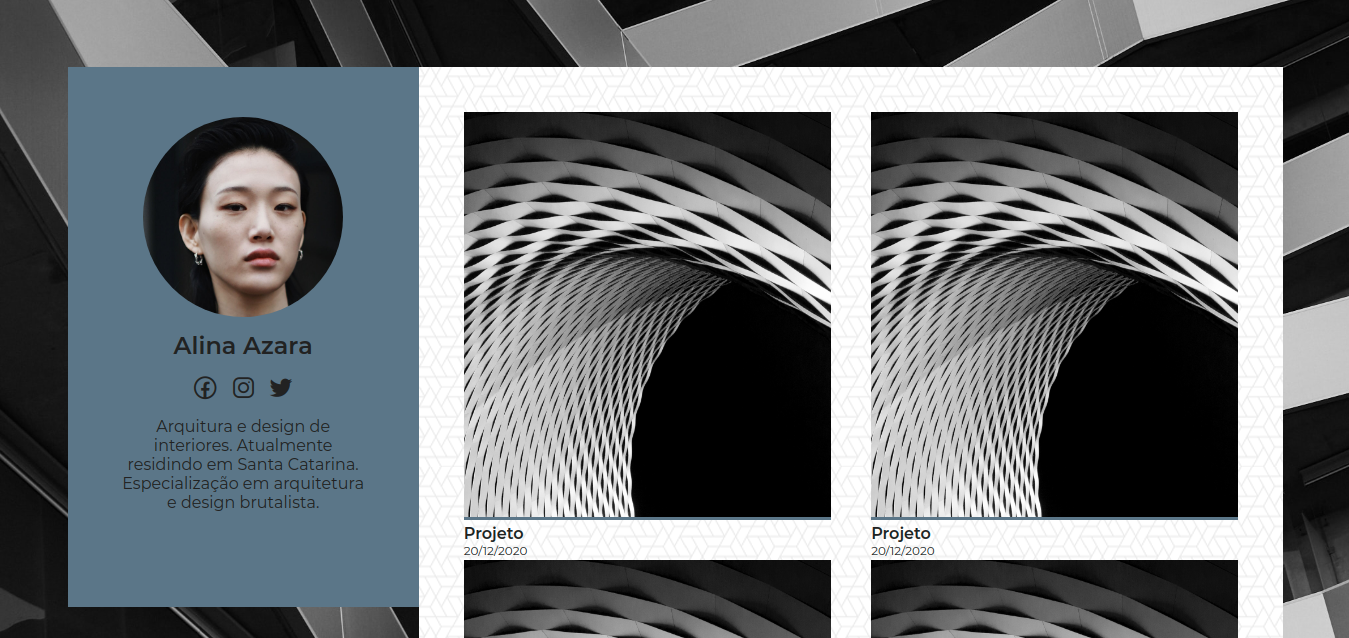 Alina Azara
Arquitura e design de
interiores. Atualmente
residindo em Santa Catarina.
Especialização em arquitetura
e design brutalista.
Projeto
20/12/2020
Projeto
20/12/2020